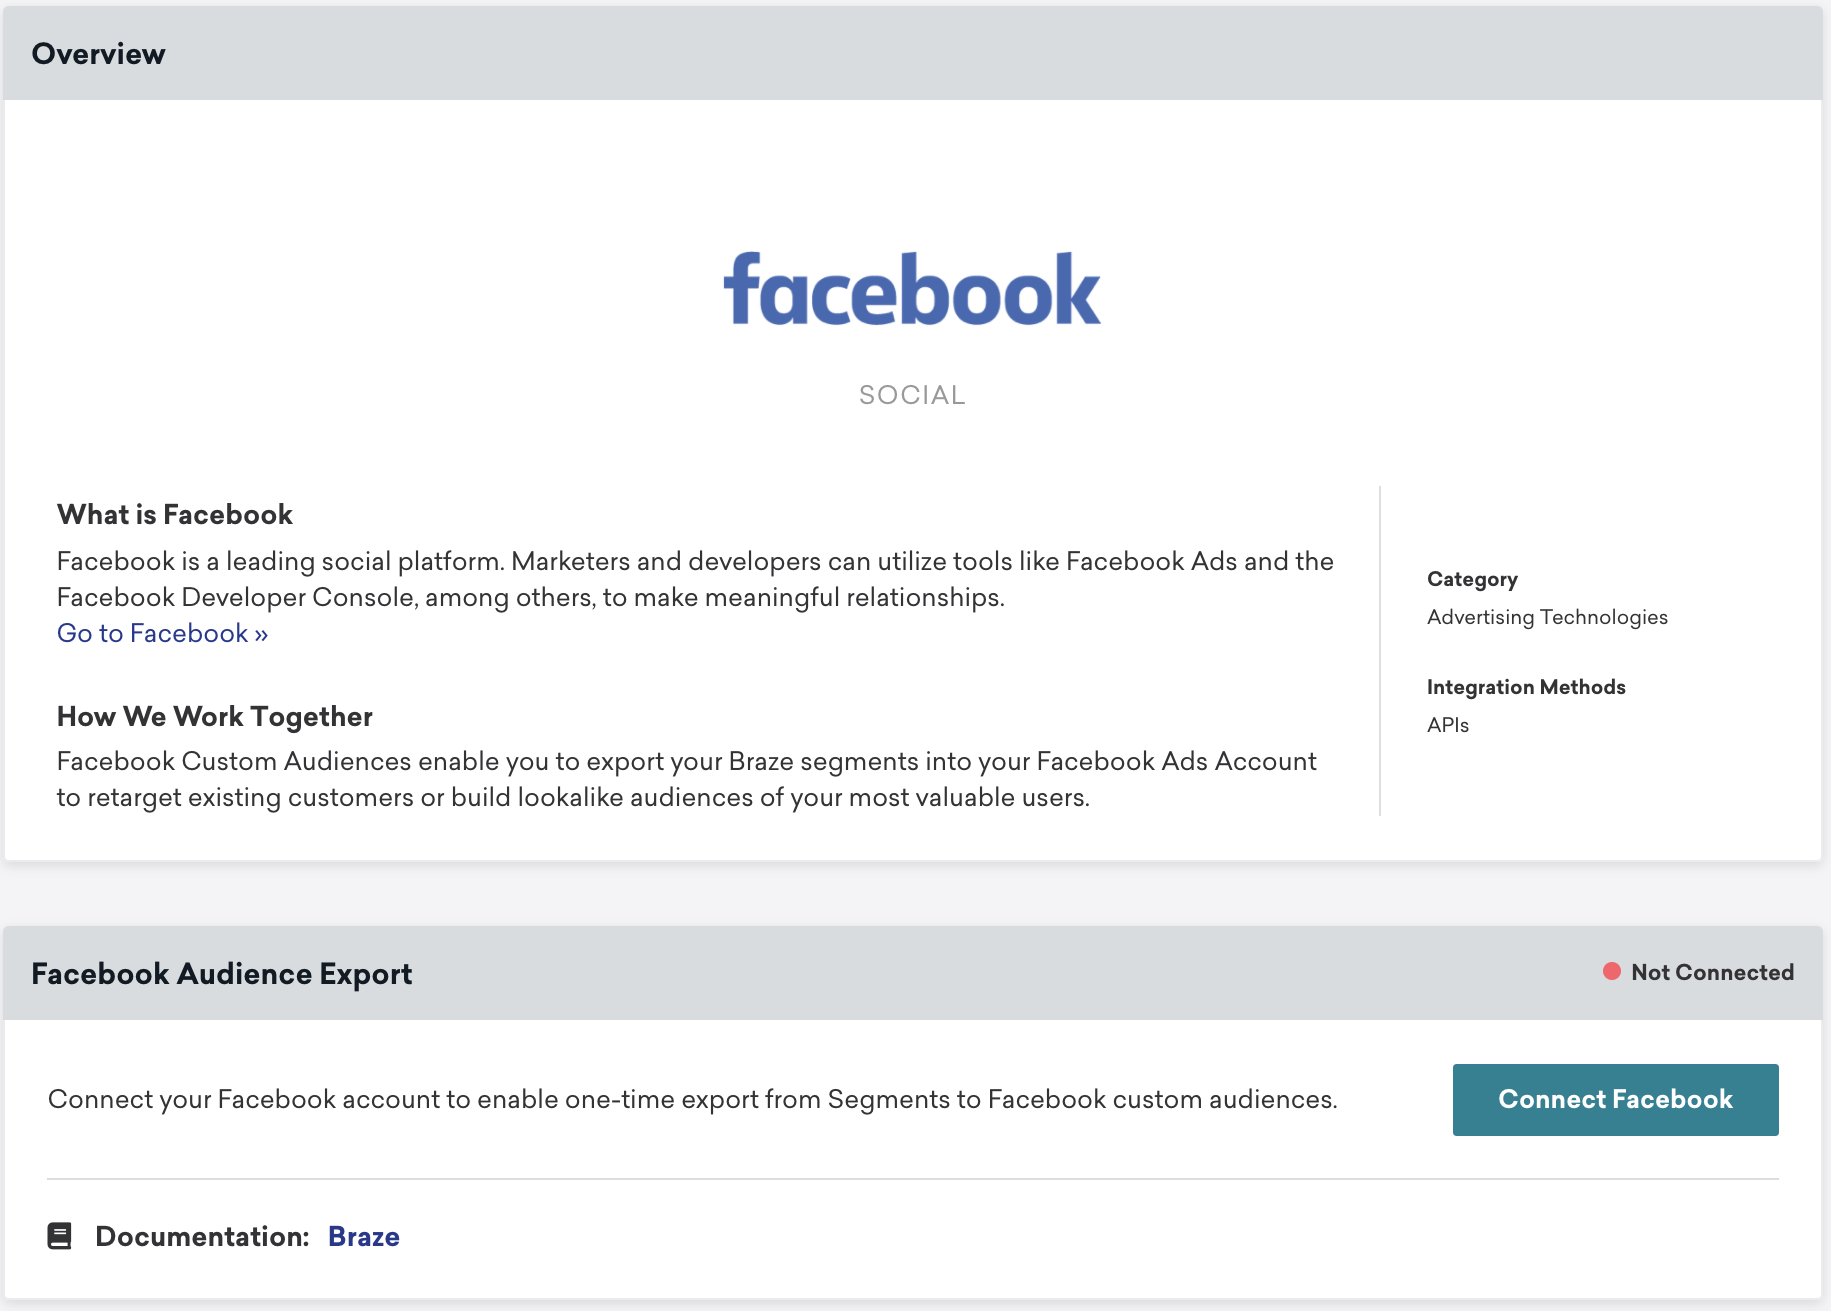 Overview
facebook
SOCIAL
What is Facebook
Facebook is a leading social platform. Marketers and developers can utilize tools like Facebook Ads and the
Facebook Developer Console, among others, to make meaningful relationships.
Go to Facebook »
How We Work Together
Facebook Custom Audiences enable you to export your Braze segments into your Facebook Ads Account
to retarget existing customers or build lookalike audiences of your most valuable users.
Category
Advertising Technologies
Integration Methods
APIs
Facebook Audience Export
Not Connected
Connect your Facebook account to enable one-time export from Segments to Facebook custom audiences.
Connect Facebook
Documentation: Braze